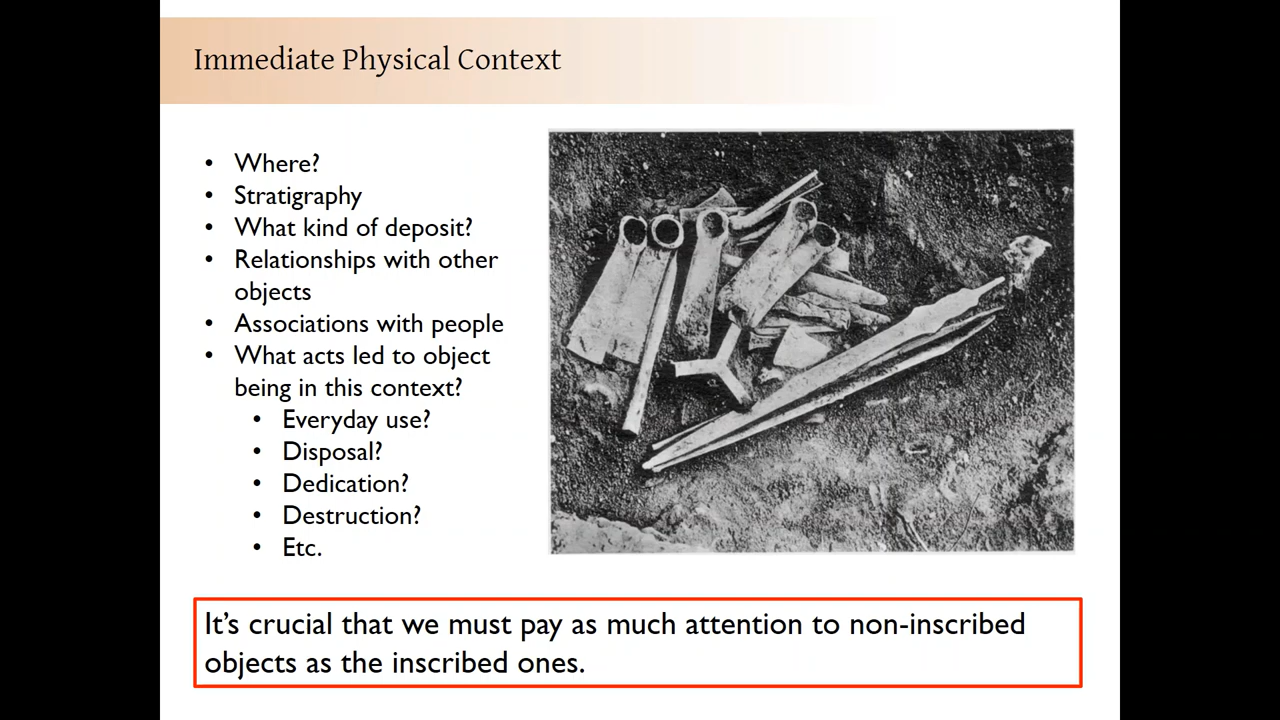 Immediate Physical Context
• Where?
• Stratigraphy
• What kind of deposit?
• Relationships with other
objects
• Associations with people
• What acts led to object
being in this context?
• Everyday use?
• Disposal?
• Dedication?
• Destruction?
• Etc.
It’s crucial that we must pay as much attention to non-inscribed
objects as the inscribed ones.